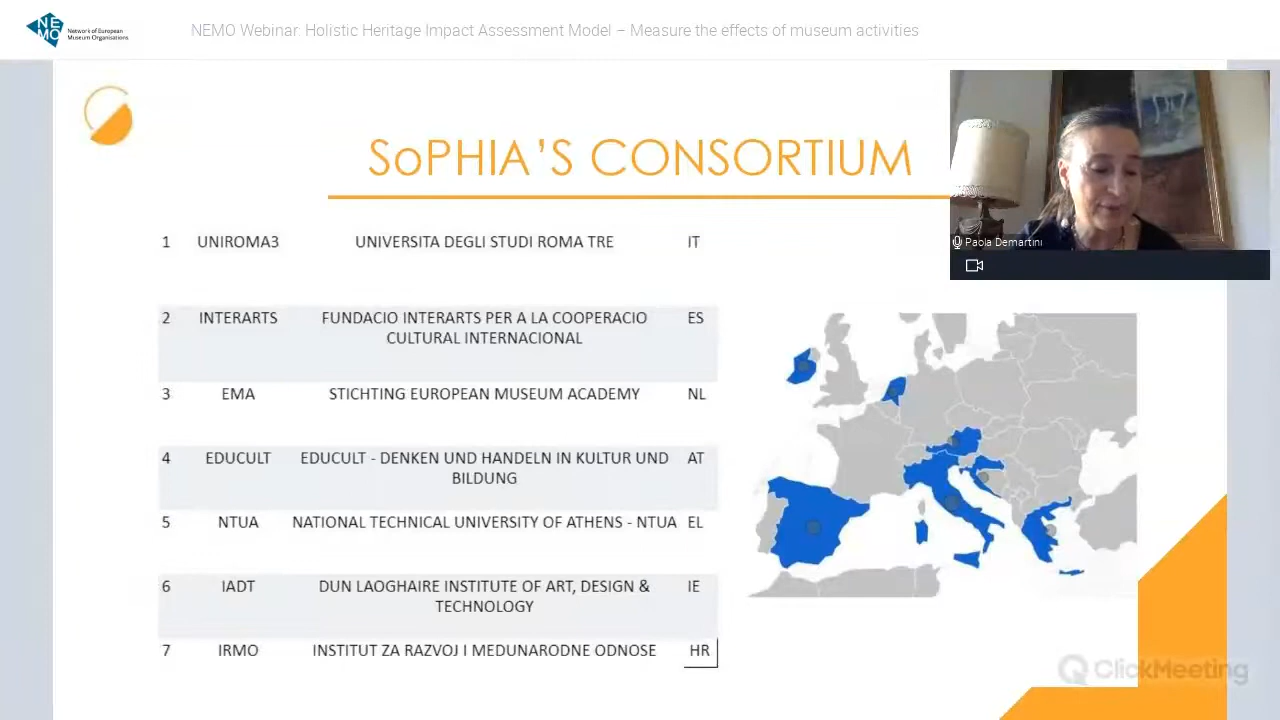 NEMO
Network of European
Museum Organisations
NEMO Webinar: Holistic Heritage Impact Assessment Model – Measure the effects of museum activities
SoPHIA'S CONSORTIUM
Paola Demartini
1 UNIROMA3 UNIVERSITA DEGLI STUDI ROMA TRE IT
2 INTERARTS FUNDACIO INTERARTS PER A LA COOPERACIO ES
CULTURAL INTERNACIONAL
3 EMA STICHTING EUROPEAN MUSEUM ACADEMY NL
4 EDUCULT EDUCULT - DENKEN UND HANDELN IN KULTUR UND AT
BILDUNG
5 NTUA NATIONAL TECHNICAL UNIVERSITY OF ATHENS - NTUA EL
6 IADT DUN LAOGHAIRE INSTITUTE OF ART, DESIGN & IE
TECHNOLOGY
7 IRMO INSTITUT ZA RAZVOJ I MEDUNARODNE ODNOSE HR
ClickMeeting